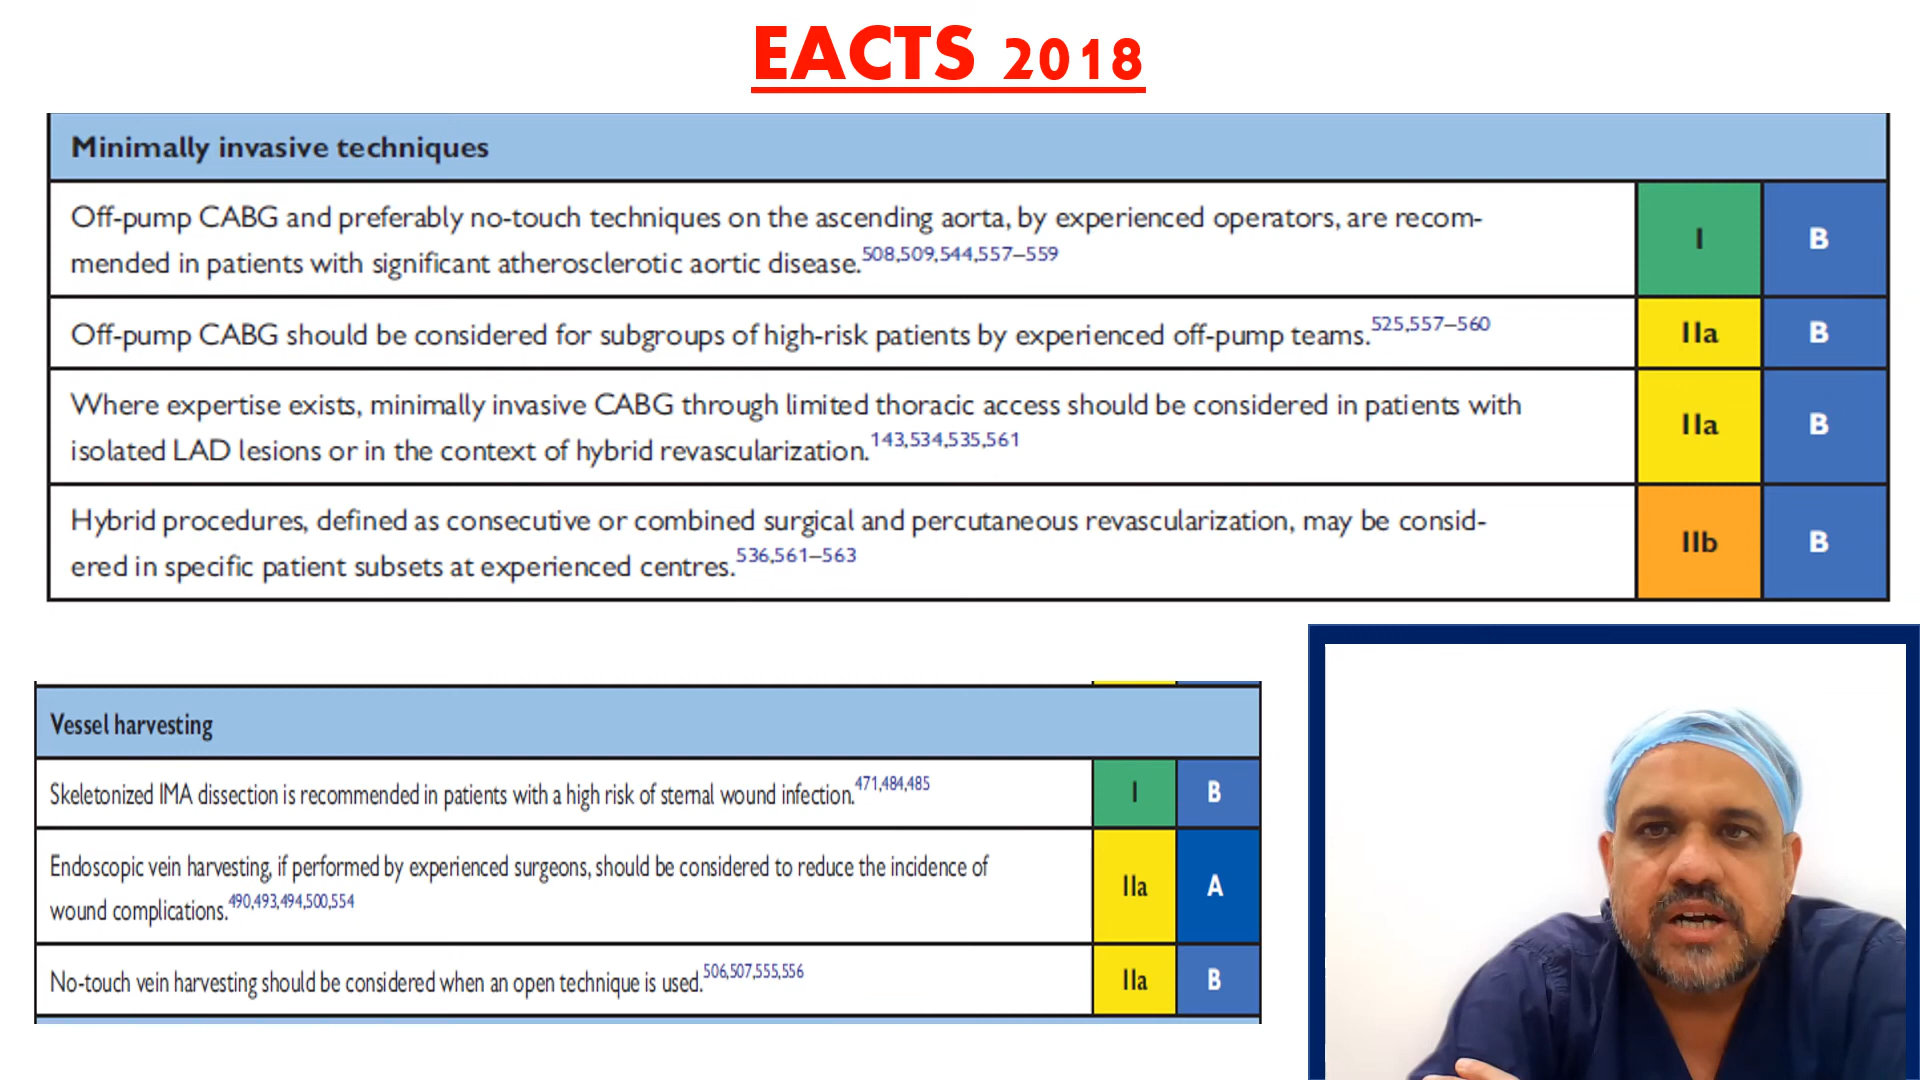 EACTS 2018
Minimally invasive techniques
Off-pump CABG and preferably no-touch techniques on the ascending aorta, by experienced operators, are recom-
mended in patients with significant atherosclerotic aortic disease.508,509,544,557–559
I B
Off-pump CABG should be considered for subgroups of high-risk patients by experienced off-pump teams.525,557–560
IIa B
Where expertise exists, minimally invasive CABG through limited thoracic access should be considered in patients with
isolated LAD lesions or in the context of hybrid revascularization.143,534,535,561
IIa B
Hybrid procedures, defined as consecutive or combined surgical and percutaneous revascularization, may be consid-
ered in specific patient subsets at experienced centres.536,561–563
IIb B
Vessel harvesting
Skeletonized IMA dissection is recommended in patients with a high risk of sternal wound infection.471,484,485
I B
Endoscopic vein harvesting, if performed by experienced surgeons, should be considered to reduce the incidence of
wound complications.490,493,494,500,554
IIa A
No-touch vein harvesting should be considered when an open technique is used.506,507,555,556
IIa B